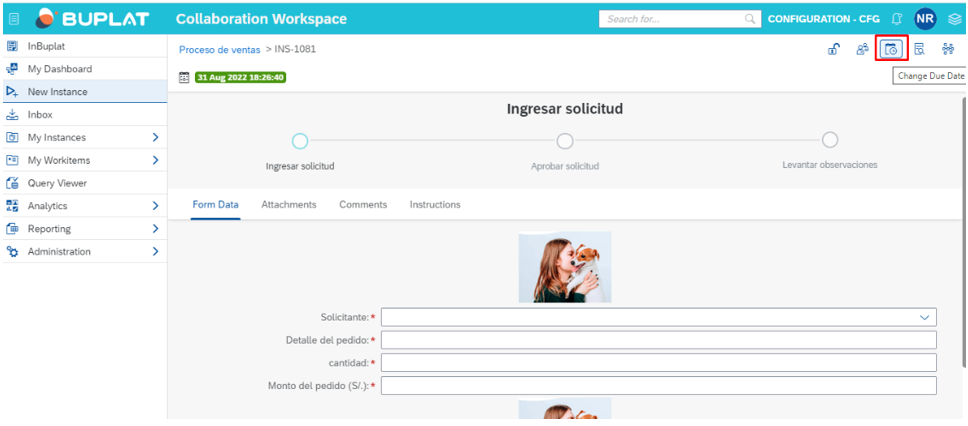 BUPLAT
Collaboration Workspace
Search for...
CONFIGURATION - CFG
NR
InBuplat
My Dashboard
New Instance
Inbox
My Instances
My Workitems
Query Viewer
Analytics
Reporting
Administration
Proceso de ventas > INS-1081
Change Due Date
31 Aug 2022 18:26:40
Ingresar solicitud
Ingresar solicitud
Aprobar solicitud
Levantar observaciones
Form Data
Attachments
Comments
Instructions
Solicitante: *
Detalle del pedido: *
cantidad: *
Monto del pedido (S/.): *